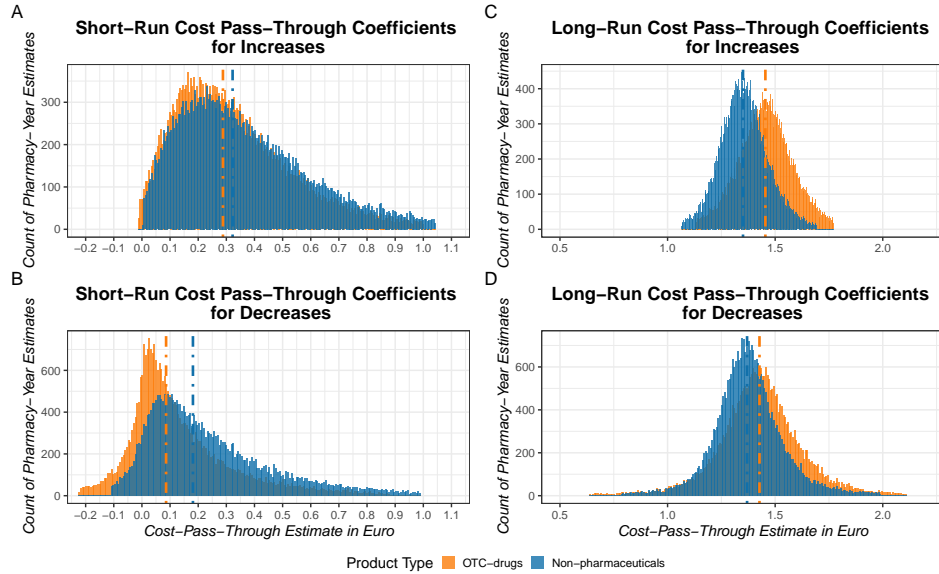 A
Short−Run Cost Pass−Through Coefficients
for Increases
Count of Pharmacy−Year Estimates
300
200
100
0
−0.2 −0.1 0.0 0.1 0.2 0.3 0.4 0.5 0.6 0.7 0.8 0.9 1.0 1.1
C
Long−Run Cost Pass−Through Coefficients
for Increases
Count of Pharmacy−Year Estimates
400
300
200
100
0
0.5 1.0 1.5 2.0
B
Short−Run Cost Pass−Through Coefficients
for Decreases
Count of Pharmacy−Year Estimates
600
400
200
0
−0.2 −0.1 0.0 0.1 0.2 0.3 0.4 0.5 0.6 0.7 0.8 0.9 1.0 1.1
Cost−Pass−Through Estimate in Euro
D
Long−Run Cost Pass−Through Coefficients
for Decreases
Count of Pharmacy−Year Estimates
600
400
200
0
0.5 1.0 1.5 2.0
Cost−Pass−Through Estimate in Euro
Product Type OTC−drugs Non−pharmaceuticals